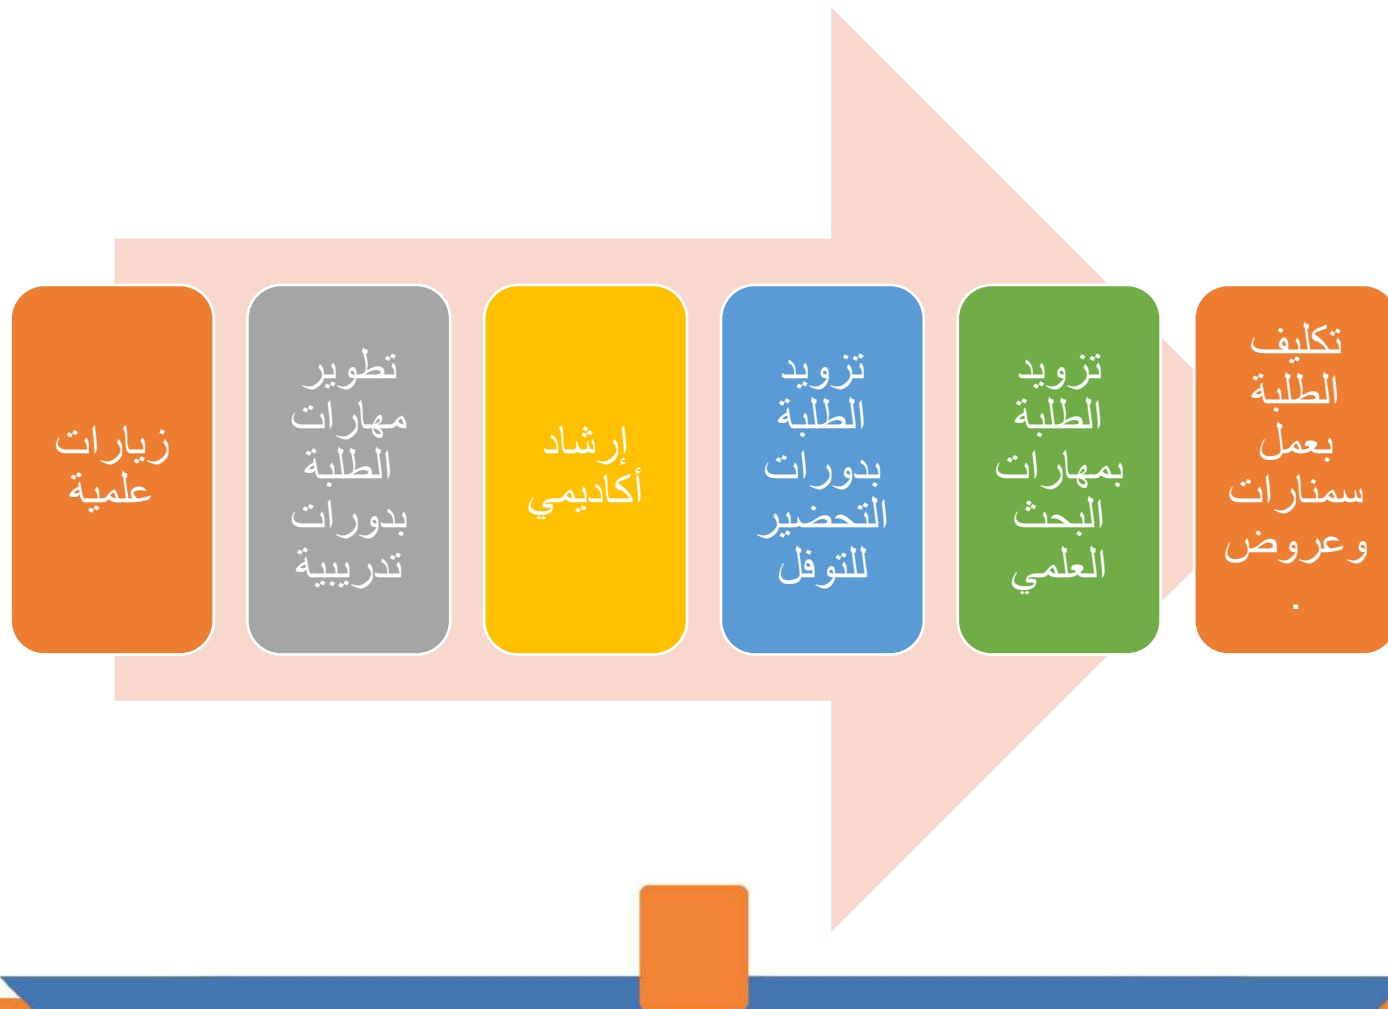 زيارات
علمية
تطوير
مهارات
الطلبة
بدورات
تدريبية
إرشاد
أكاديمي
تزويد
الطلبة
بدورات
التحضير
للتوفل
تزويد
الطلبة
بمهارات
البحث
العلمي
تكليف
الطلبة
بعمل
سمنارات
وعروض
.